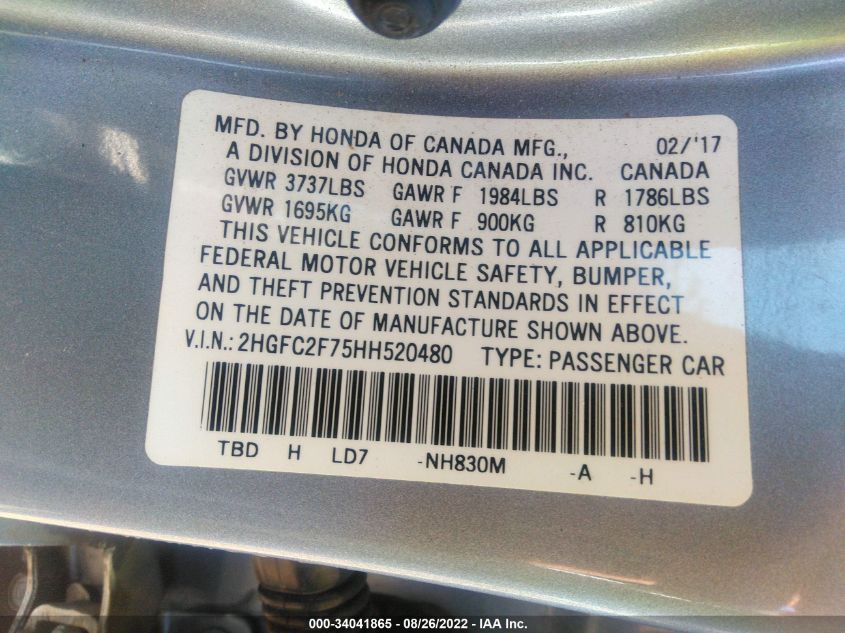 MFD. BY HONDA OF CANADA MFG., 02/'17
A DIVISION OF HONDA CANADA INC. CANADA
GVWR 3737LBS GAWR F 1984LBS R 1786LBS
GVWR 1695KG GAWR F 900KG R 810KG
THIS VEHICLE CONFORMS TO ALL APPLICABLE
FEDERAL MOTOR VEHICLE SAFETY, BUMPER,
AND THEFT PREVENTION STANDARDS IN EFFECT
ON THE DATE OF MANUFACTURE SHOWN ABOVE.
V.I.N.: 2HGFC2F75HH520480 TYPE: PASSENGER CAR
TBD H LD7 -NH830M -A -H
000-34041865 / 08/26/2022 - IAA Inc.